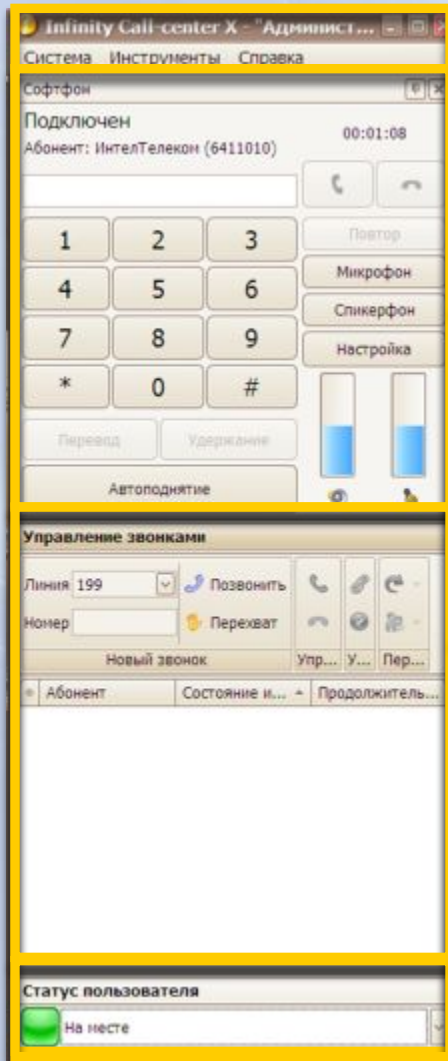 Infinity Call-center X - "Админист...
Система Инструменты Справка
Софтфон
Подключен
00:01:08
Абонент: ИнтелТелеком (6411010)
1 2 3
Повтор
4 5 6
Микрофон
Спикерфон
7 8 9
Настройка
* 0 #
Перевод Удержание
Автоподнятие
Управление звонками
Линия 199 Позвонить
Номер Перехват
Новый звонок Упр... У... Пер...
Абонент Состояние и... Продолжитель...
Статус пользователя
На месте